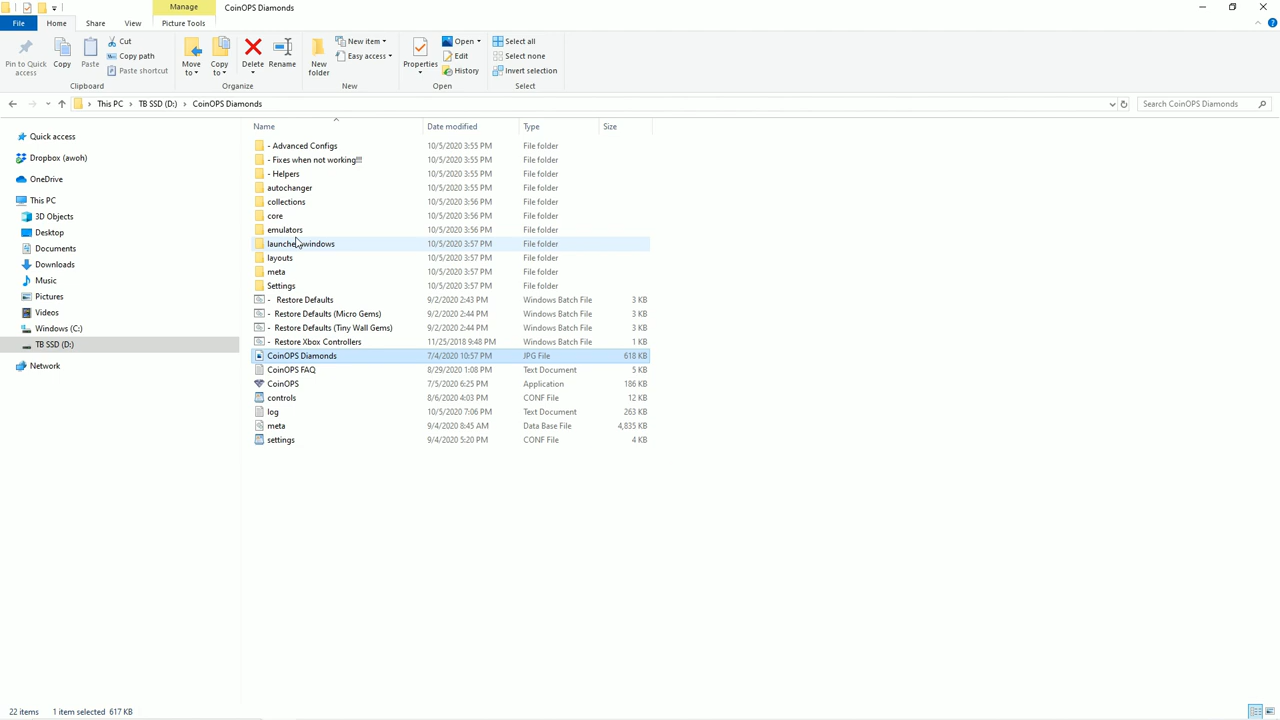 Manage
CoinOPS Diamonds
File Home Share View Picture Tools
Pin to Quick access
Copy
Paste
Cut
Copy path
Paste shortcut
Clipboard
Move to
Copy to
Delete
Rename
Organize
New folder
New item
Easy access
New
Properties
Open
Edit
History
Open
Select all
Select none
Invert selection
Select
This PC > TB SSD (D:) > CoinOPS Diamonds
Search CoinOPS Diamonds
Quick access
Dropbox (awoh)
OneDrive
This PC
3D Objects
Desktop
Documents
Downloads
Music
Pictures
Videos
Windows (C:)
TB SSD (D:)
Network
Name Date modified Type Size
- Advanced Configs 10/5/2020 3:55 PM File folder
- Fixes when not working!!! 10/5/2020 3:55 PM File folder
- Helpers 10/5/2020 3:55 PM File folder
autochanger 10/5/2020 3:55 PM File folder
collections 10/5/2020 3:56 PM File folder
core 10/5/2020 3:56 PM File folder
emulators 10/5/2020 3:56 PM File folder
launchers.windows 10/5/2020 3:57 PM File folder
layouts 10/5/2020 3:57 PM File folder
meta 10/5/2020 3:57 PM File folder
Settings 10/5/2020 3:57 PM File folder
- Restore Defaults 9/2/2020 2:43 PM Windows Batch File 3 KB
- Restore Defaults (Micro Gems) 9/2/2020 2:44 PM Windows Batch File 3 KB
- Restore Defaults (Tiny Wall Gems) 9/2/2020 2:44 PM Windows Batch File 3 KB
- Restore Xbox Controllers 11/25/2018 9:48 PM Windows Batch File 1 KB
CoinOPS Diamonds 7/4/2020 10:57 PM JPG File 618 KB
CoinOPS FAQ 8/29/2020 1:08 PM Text Document 5 KB
CoinOPS 7/5/2020 6:25 PM Application 186 KB
controls 8/6/2020 4:03 PM CONF File 12 KB
log 10/5/2020 7:06 PM Text Document 263 KB
meta 9/4/2020 8:45 AM Data Base File 4,835 KB
settings 9/4/2020 5:20 PM CONF File 4 KB
22 items 1 item selected 617 KB